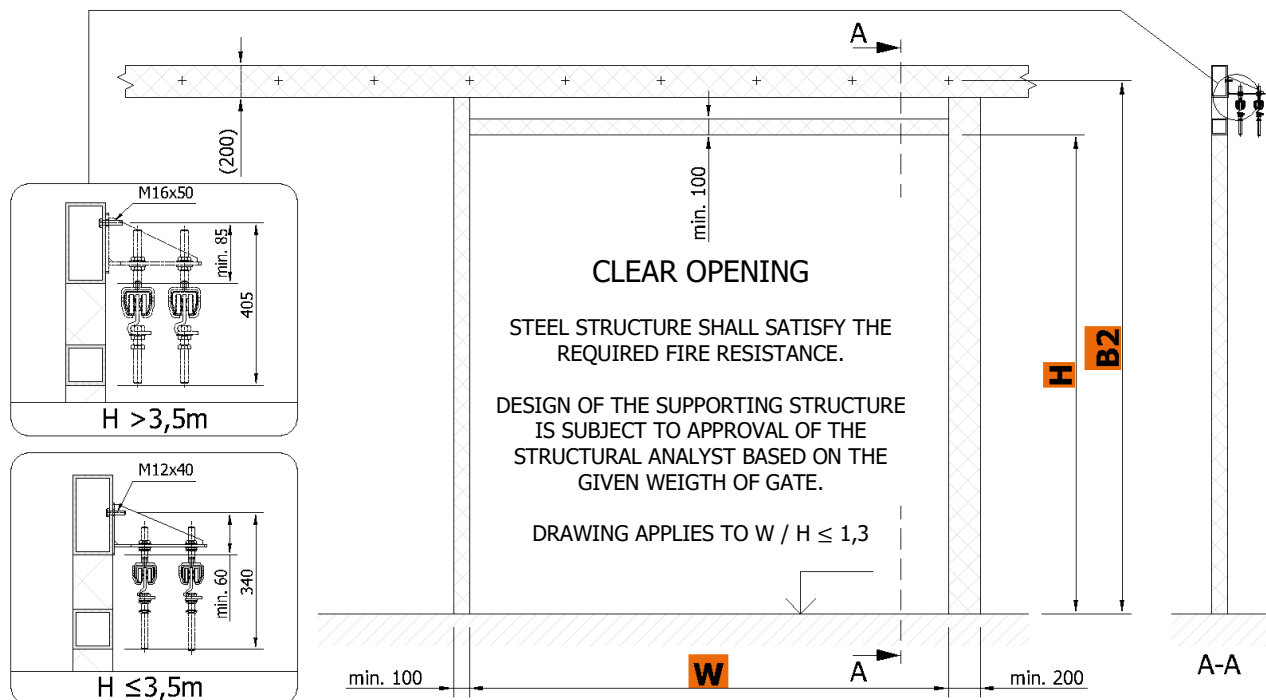 A
(200)
M16x50
min. 85
405
H >3,5m
M12x40
min. 60
340
H ≤3,5m
min. 100
CLEAR OPENING
STEEL STRUCTURE SHALL SATISFY THE
REQUIRED FIRE RESISTANCE.
DESIGN OF THE SUPPORTING STRUCTURE
IS SUBJECT TO APPROVAL OF THE
STRUCTURAL ANALYST BASED ON THE
GIVEN WEIGTH OF GATE.
DRAWING APPLIES TO W / H ≤ 1,3
H
B2
min. 100
W
A
min. 200
A-A